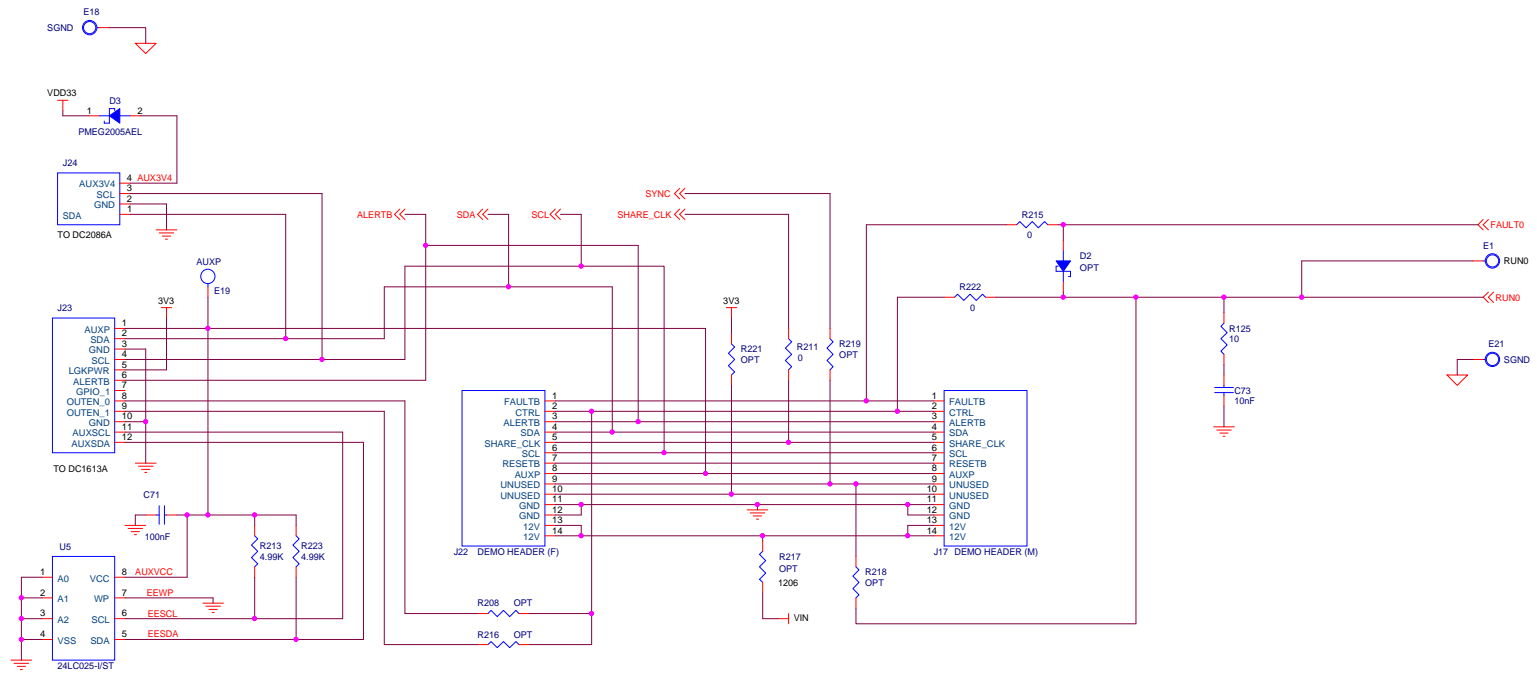 E18
SGND
VDD33
D3
1 2
PMEG2005AEL
J24
AUX3V4 4 AUX3V4
SCL 3
GND 2
SDA 1
TO DC2086A
ALERTB
SDA
SCL
SYNC
SHARE_CLK
R215
0
FAULT0
E1
RUN0
D2
OPT
R222
0
RUN0
AUXP
E19
3V3
3V3
J23
AUXP 1
SDA 2
GND 3
SCL 4
LGKPWR 5
ALERTB 6
GPIO_1 7
OUTEN_0 8
OUTEN_1 9
GND 10
AUXSCL 11
AUXSDA 12
TO DC1613A
R221
OPT
R211
0
R219
OPT
R125
10
C73
10nF
E21
SGND
FAULTB 1
CTRL 2
ALERTB 3
SDA 4
SHARE_CLK 5
SCL 6
RESETB 7
AUXP 8
UNUSED 9
UNUSED 10
GND 11
GND 12
12V 13
12V 14
J22 DEMO HEADER (F)
1 FAULTB
2 CTRL
3 ALERTB
4 SDA
5 SHARE_CLK
6 SCL
7 RESETB
8 AUXP
9 UNUSED
10 UNUSED
11 GND
12 GND
13 12V
14 12V
J17 DEMO HEADER (M)
C71
100nF
R213
4.99K
R223
4.99K
U5
1 A0 VCC 8 AUXVCC
2 A1 WP 7 EEWP
3 A2 SCL 6 EESCL
4 VSS SDA 5 EESDA
24LC025-I/ST
R208 OPT
R216 OPT
R217
OPT
1206
VIN
R218
OPT